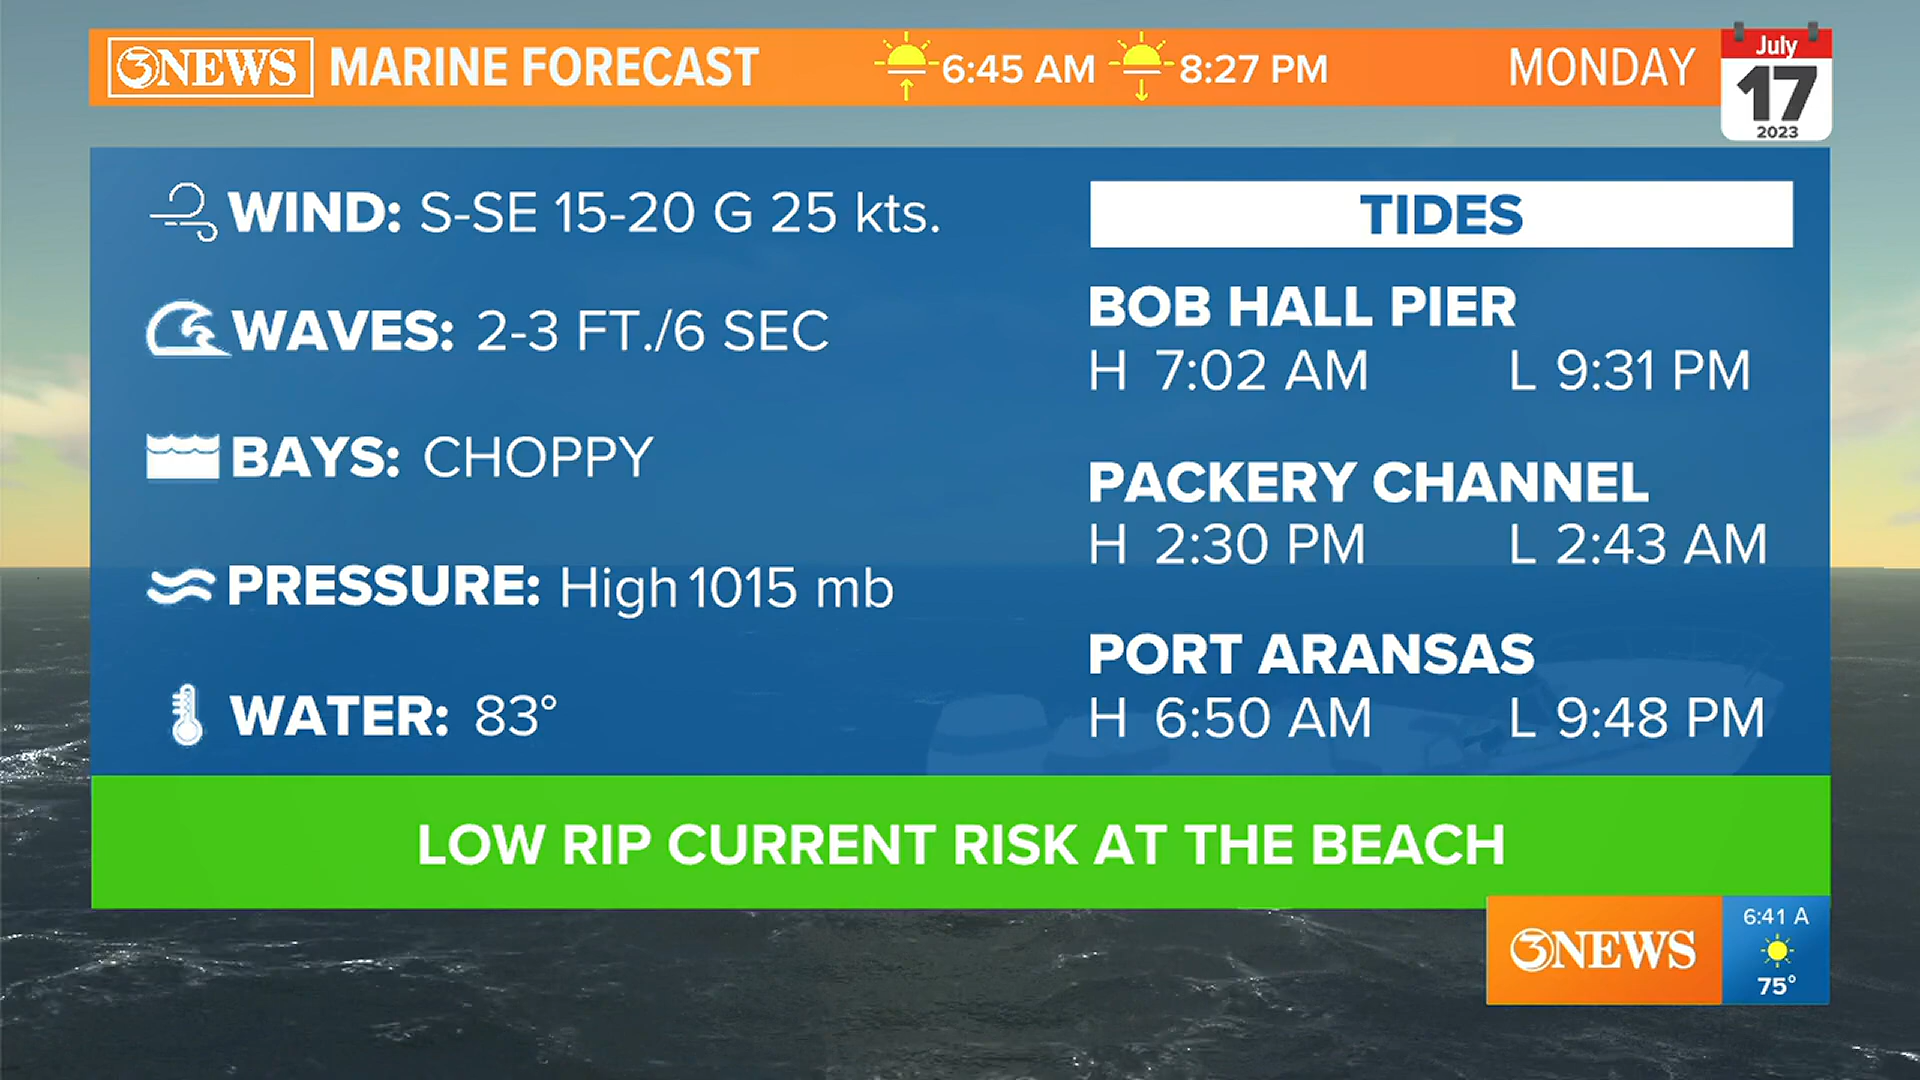 3NEWS MARINE FORECAST 6:45 AM 8:27 PM MONDAY
July
17
2023
WIND: S-SE 15-20 G 25 kts.
WAVES: 2-3 FT./6 SEC
BAYS: CHOPPY
PRESSURE: High 1015 mb
WATER: 83°
TIDES
BOB HALL PIER
H 7:02 AM L 9:31 PM
PACKERY CHANNEL
H 2:30 PM L 2:43 AM
PORT ARANSAS
H 6:50 AM L 9:48 PM
LOW RIP CURRENT RISK AT THE BEACH
3NEWS
6:41 A
75°